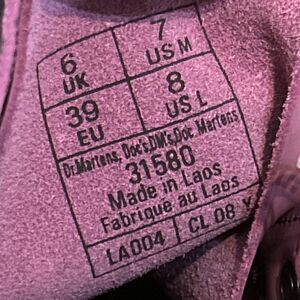 6
UK
7
US M
39
EU
8
US L
Dr.Martens, Doc's, DM's, Doc Martens
31580
Made in Laos
Fabriqué au Laos
LA004
CL 08 Y